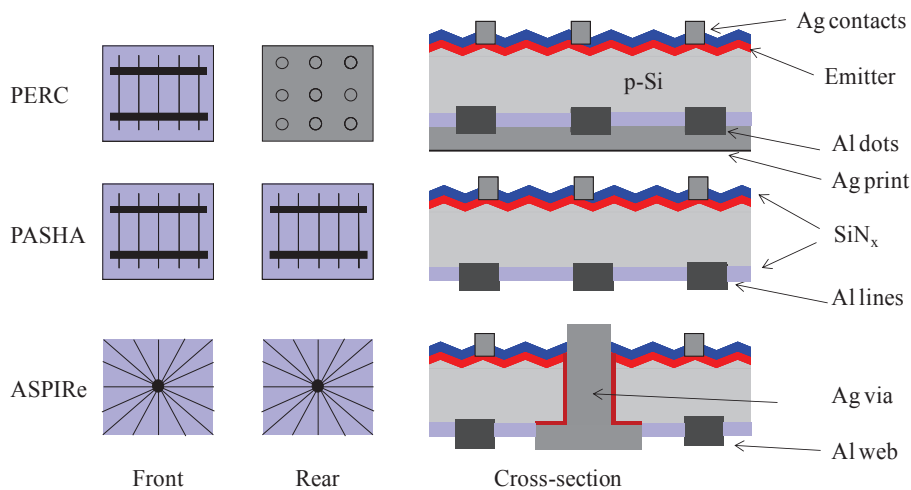 Ag contacts
PERC
p-Si
Emitter
Al dots
Ag print
PASHA
SiNx
Al lines
ASPIRe
Ag via
Al web
Front
Rear
Cross-section